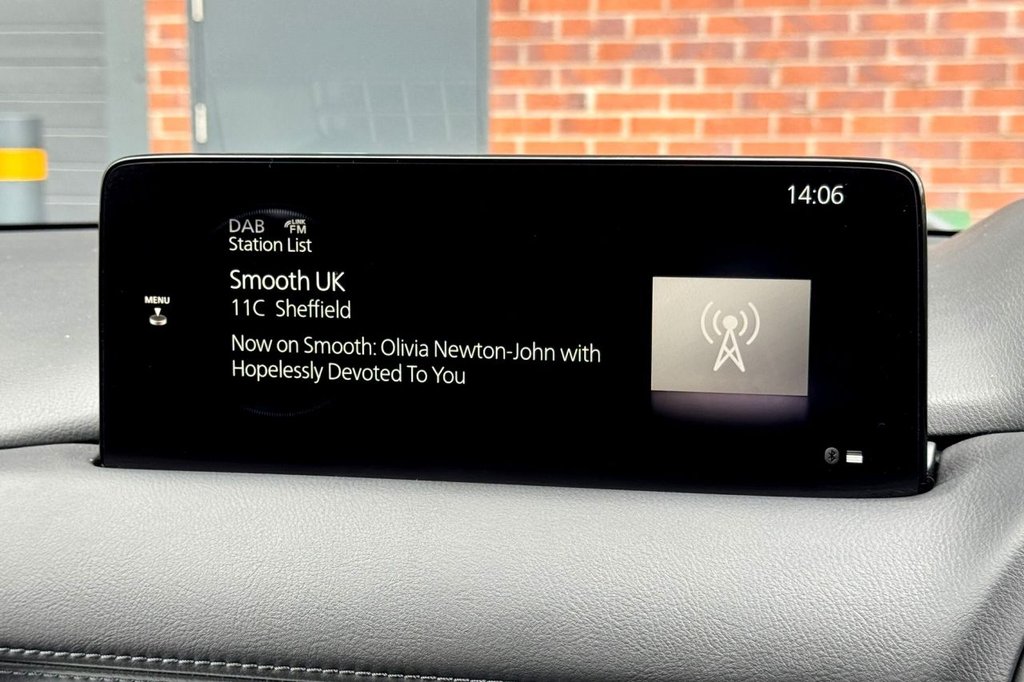 14:06
DAB LINK FM
Station List
Smooth UK
MENU
11C Sheffield
Now on Smooth: Olivia Newton-John with
Hopelessly Devoted To You